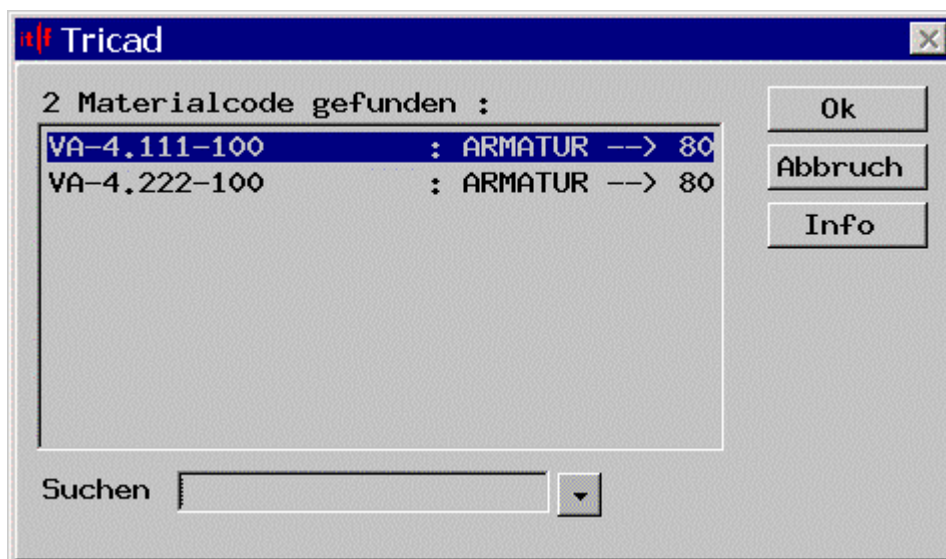 it|f Tricad
2 Materialcode gefunden :
VA-4.111-100 : ARMATUR --> 80
VA-4.222-100 : ARMATUR --> 80
Ok
Abbruch
Info
Suchen